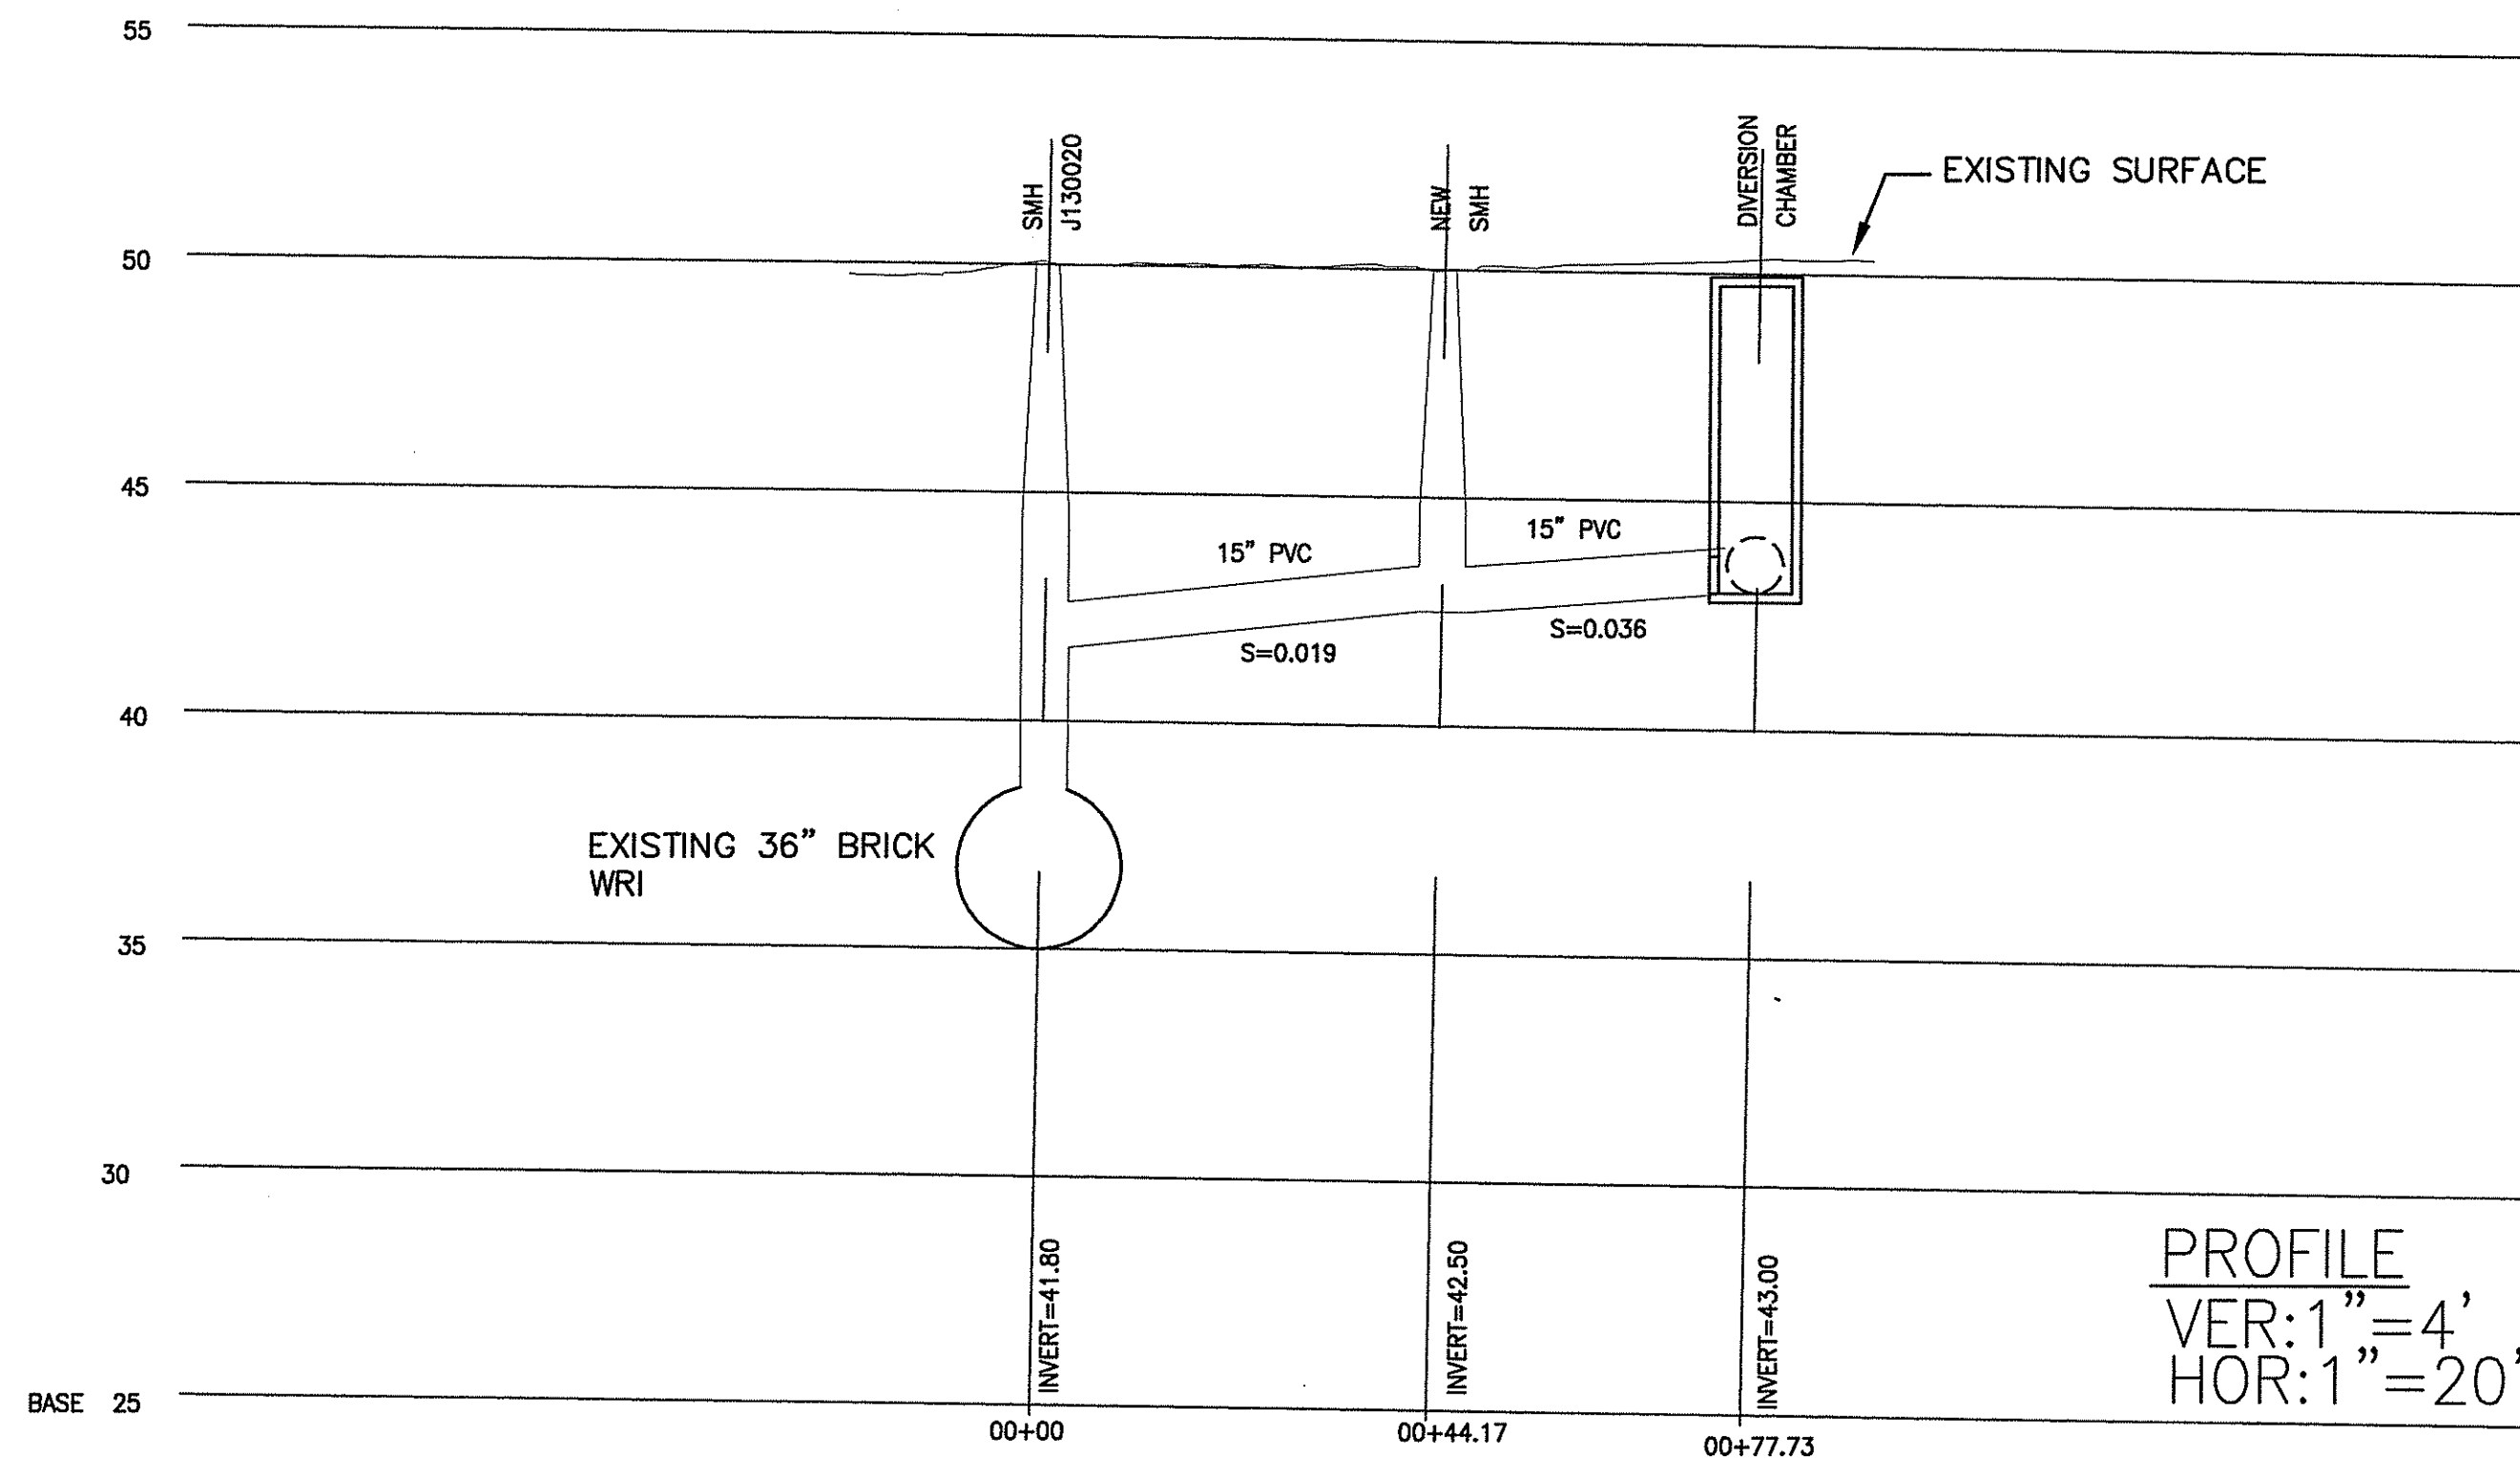 55
DIVERSION
CHAMBER
SMH
J130020
NEW
SMH
EXISTING SURFACE
50
45
15” PVC
15” PVC
S=0.036
S=0.019
40
EXISTING 36” BRICK
WRI
35
30
INVERT=41.80
INVERT=42.50
INVERT=43.00
PROFILE
VER:1”=4’
HOR:1”=20’
BASE 25
00+00
00+44.17
00+77.73